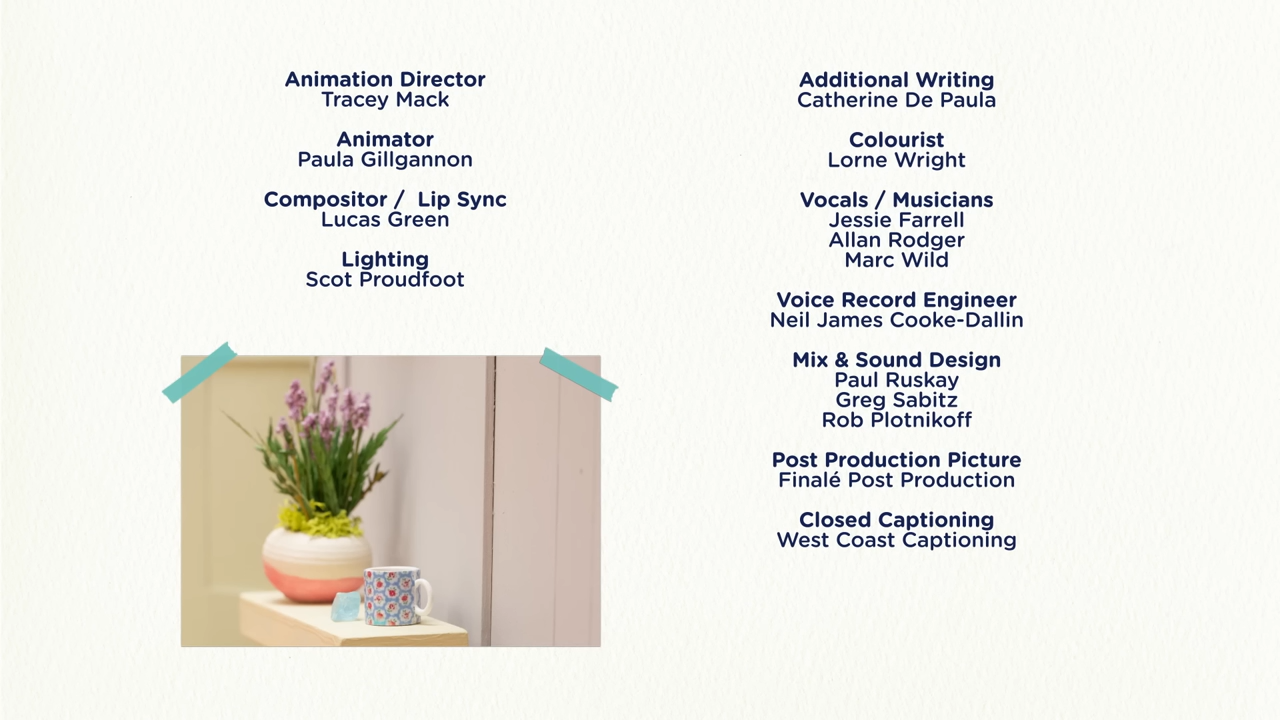 Animation Director
Tracey Mack
Animator
Paula Gillgannon
Compositor /  Lip Sync
Lucas Green
Lighting
Scot Proudfoot
Additional Writing
Catherine De Paula
Colourist
Lorne Wright
Vocals / Musicians
Jessie Farrell
Allan Rodger
Marc Wild
Voice Record Engineer
Neil James Cooke-Dallin
Mix & Sound Design
Paul Ruskay
Greg Sabitz
Rob Plotnikoff
Post Production Picture
Finalé Post Production
Closed Captioning
West Coast Captioning